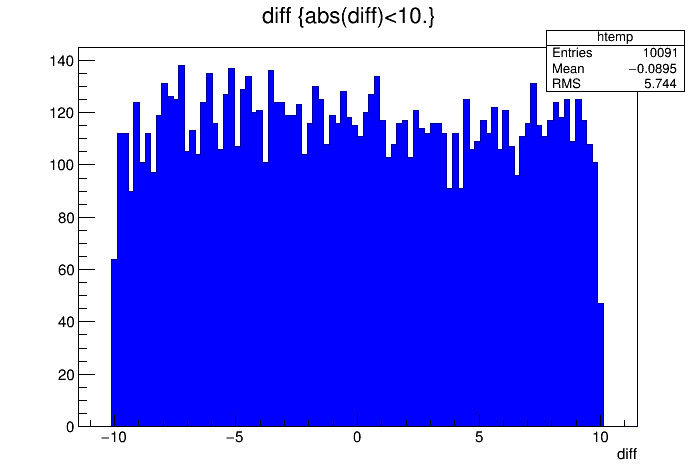 diff {abs(diff)<10.}
htemp
Entries 10091
Mean −0.0895
RMS 5.744
140
120
100
80
60
40
20
0
−10 −5 0 5 10
diff